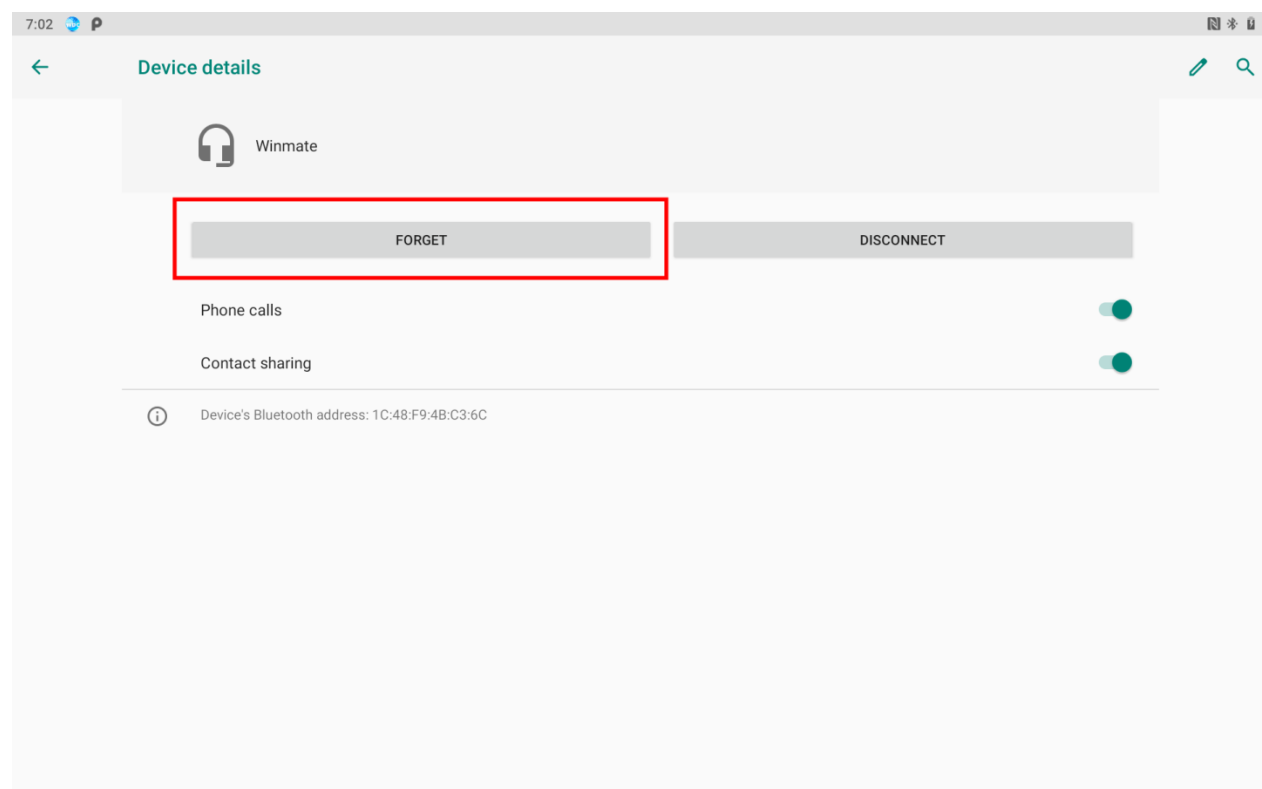 7:02
Device details
Winmate
FORGET
DISCONNECT
Phone calls
Contact sharing
Device's Bluetooth address: 1C:48:F9:4B:C3:6C